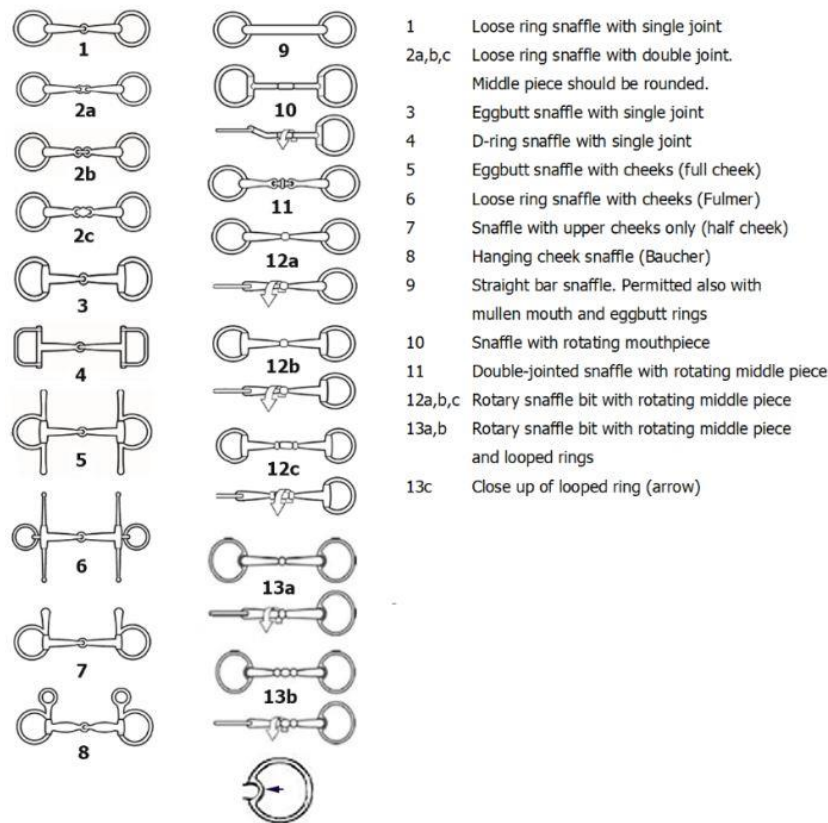 1
2a
2b
2c
3
4
5
6
7
8
9
10
11
12a
12b
12c
13a
13b
1 Loose ring snaffle with single joint
2a,b,c Loose ring snaffle with double joint.
Middle piece should be rounded.
3 Eggbutt snaffle with single joint
4 D-ring snaffle with single joint
5 Eggbutt snaffle with cheeks (full cheek)
6 Loose ring snaffle with cheeks (Fulmer)
7 Snaffle with upper cheeks only (half cheek)
8 Hanging cheek snaffle (Baucher)
9 Straight bar snaffle. Permitted also with
mullen mouth and eggbutt rings
10 Snaffle with rotating mouthpiece
11 Double-jointed snaffle with rotating middle piece
12a,b,c Rotary snaffle bit with rotating middle piece
13a,b Rotary snaffle bit with rotating middle piece
and looped rings
13c Close up of looped ring (arrow)